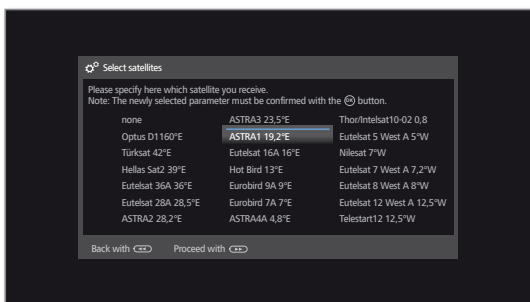 Select satellites
Please specify here which satellite you receive.
Note: The newly selected parameter must be confirmed with the OK button.
none ASTRA3 23,5°E Thor/Intelsat10-02 0,8
Optus D1160°E ASTRA1 19,2°E Eutelsat 5 West A 5°W
Türksat 42°E Eutelsat 16A 16°E Nilesat 7°W
Hellas Sat2 39°E Hot Bird 13°E Eutelsat 7 West A 7,2°W
Eutelsat 36A 36°E Eurobird 9A 9°E Eutelsat 8 West A 8°W
Eutelsat 28A 28,5°E Eurobird 7A 7°E Eutelsat 12 West A 12,5°W
ASTRA2 28,2°E ASTRA4A 4,8°E Telestart12 12,5°W
Back with Proceed with